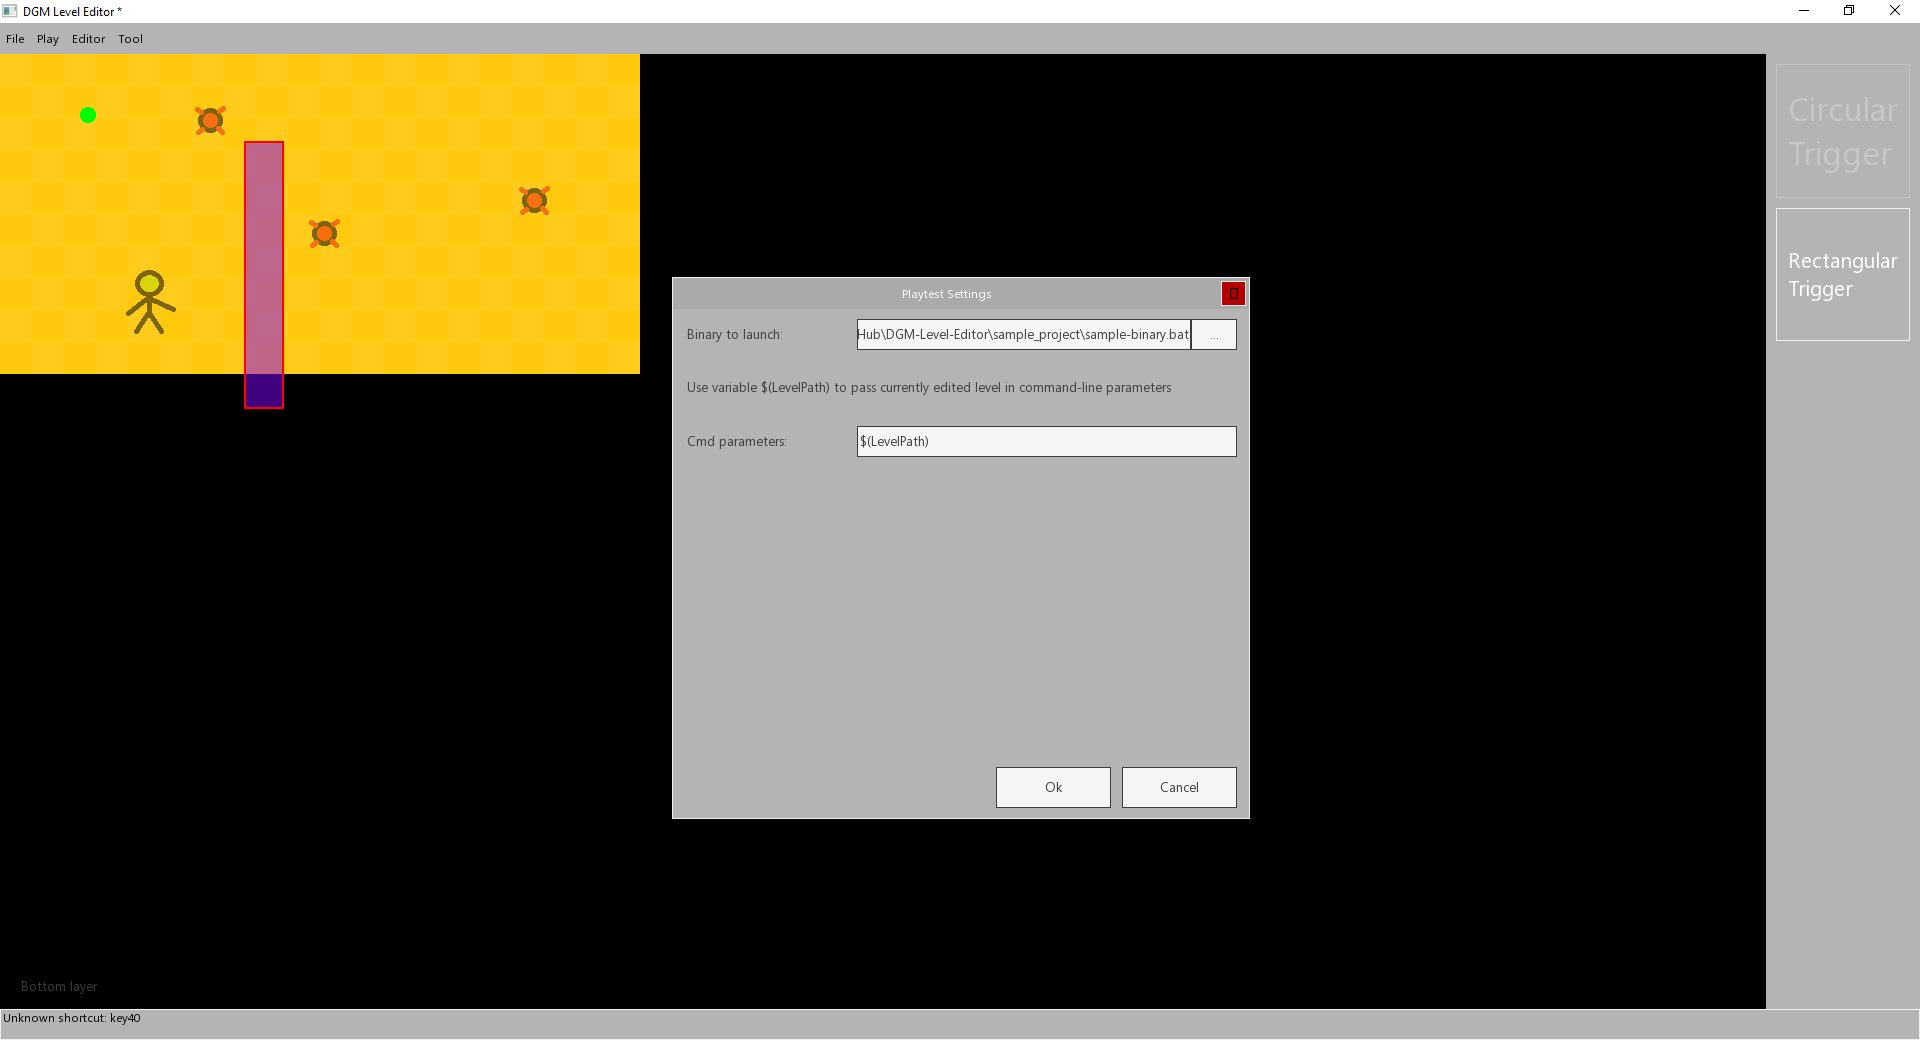 DGM Level Editor *
File Play Editor Tool
Circular
Trigger
Rectangular
Trigger
Playtest Settings
Binary to launch: Hub\DGM-Level-Editor\sample_project\sample-binary.bat ...
Use variable $(LevelPath) to pass currently edited level in command-line parameters
Cmd parameters: $(LevelPath)
Ok Cancel
Bottom layer
Unknown shortcut: key40